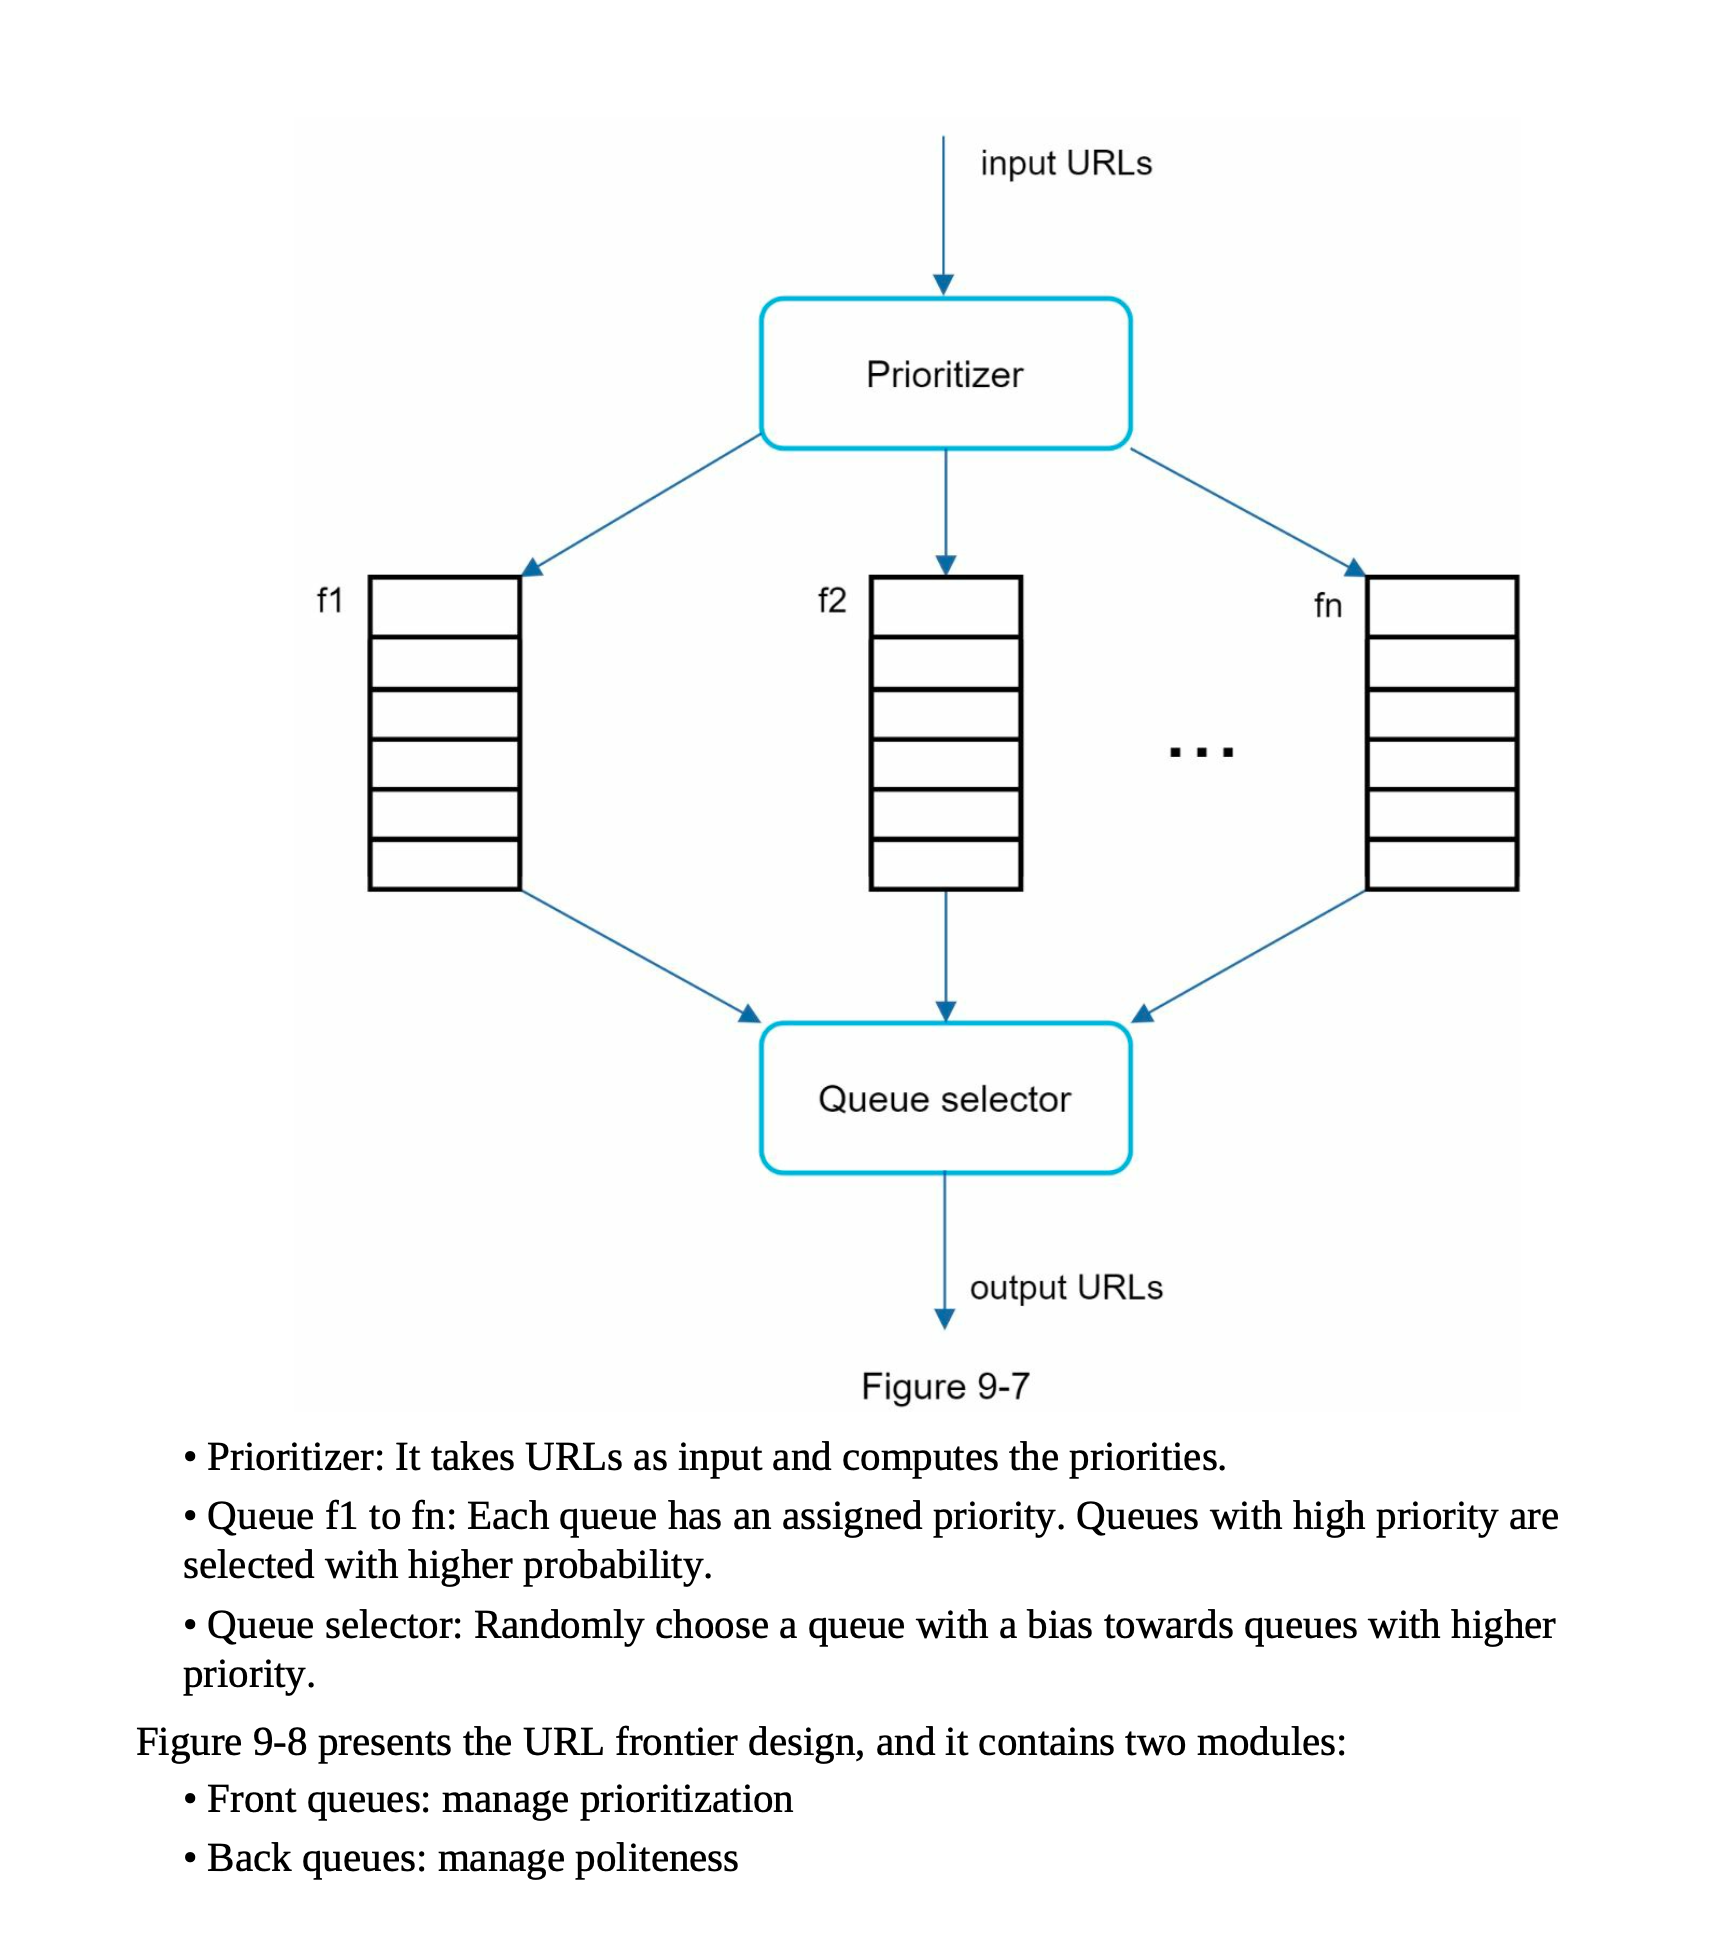 input URLs
Prioritizer
f1
f2
fn
...
Queue selector
output URLs
Figure 9-7
• Prioritizer: It takes URLs as input and computes the priorities.
• Queue f1 to fn: Each queue has an assigned priority. Queues with high priority are
selected with higher probability.
• Queue selector: Randomly choose a queue with a bias towards queues with higher
priority.
Figure 9-8 presents the URL frontier design, and it contains two modules:
• Front queues: manage prioritization
• Back queues: manage politeness